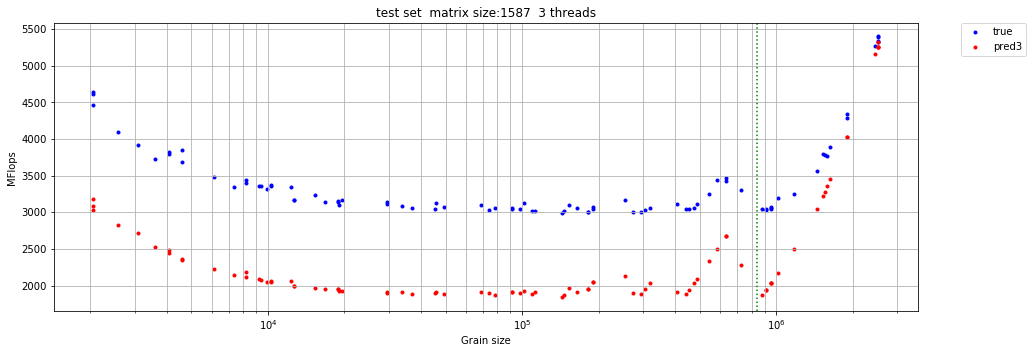 test set  matrix size:1587  3 threads
true
pred3
5500
5000
4500
4000
3500
3000
2500
2000
MFlops
10^4
10^5
10^6
Grain size